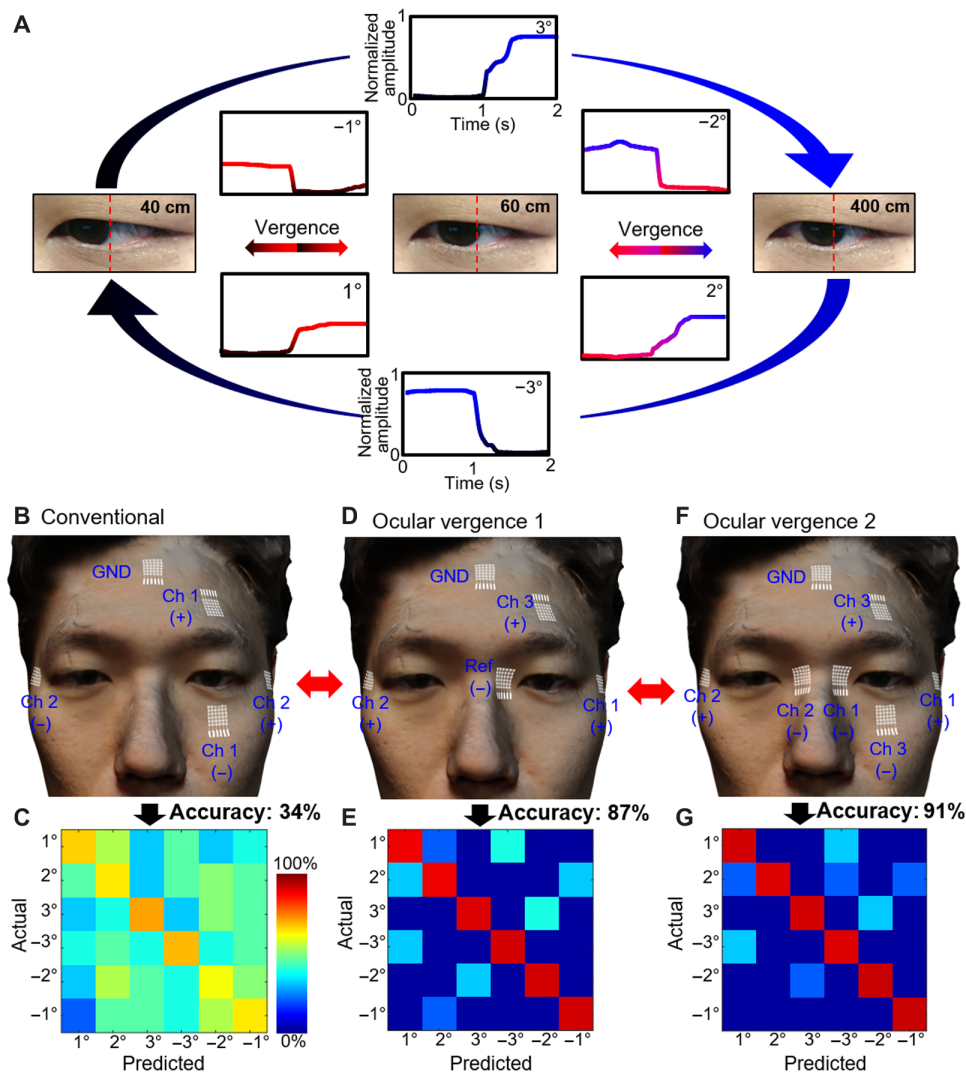 A
Normalized
amplitude
1
0
3°
0
1
2
Time (s)
−1°
−2°
40 cm
60 cm
400 cm
Vergence
Vergence
1°
2°
Normalized
amplitude
1
0
−3°
0
1
2
Time (s)
B Conventional
GND
Ch 1
(+)
Ch 2
(−)
Ch 2
(+)
Ch 1
(−)
D Ocular vergence 1
GND
Ch 3
(+)
Ref
(−)
Ch 2
(+)
Ch 1
(+)
F Ocular vergence 2
GND
Ch 3
(+)
Ch 2
(+)
Ch 2
(−)
Ch 1
(−)
Ch 1
(+)
Ch 3
(−)
C
Accuracy: 34%
Actual
1°
2°
3°
−3°
−2°
−1°
1° 2° 3° −3° −2° −1°
Predicted
100%
0%
E
Accuracy: 87%
Actual
1°
2°
3°
−3°
−2°
−1°
1° 2° 3° −3° −2° −1°
Predicted
G
Accuracy: 91%
Actual
1°
2°
3°
−3°
−2°
−1°
1° 2° 3° −3° −2° −1°
Predicted